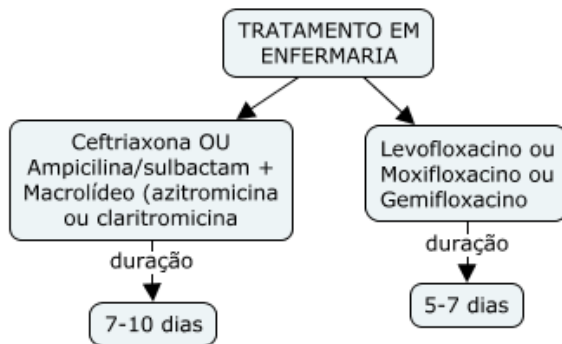 TRATAMENTO EM
ENFERMARIA
Ceftriaxona OU
Ampicilina/sulbactam +
Macrolídeo (azitromicina
ou claritromicina
duração
7-10 dias
Levofloxacino ou
Moxifloxacino ou
Gemifloxacino
duração
5-7 dias